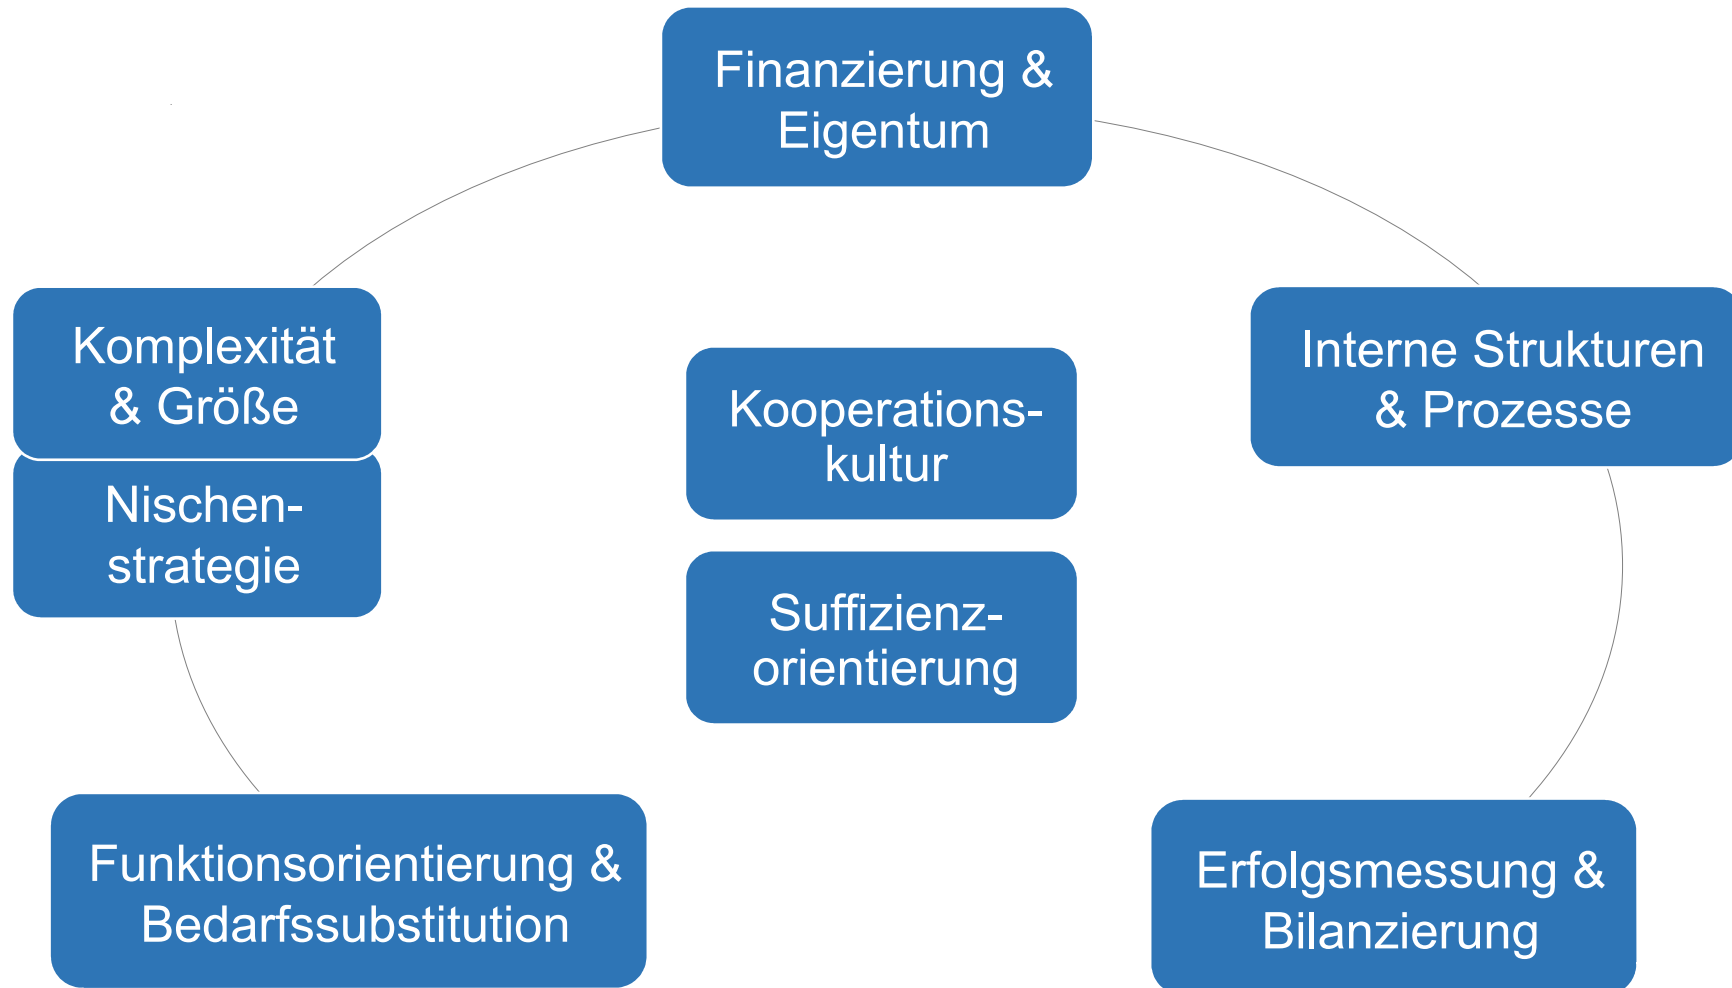 Finanzierung &
Eigentum
Komplexität
& Größe
Nischen-
strategie
Kooperations-
kultur
Suffizienz-
orientierung
Interne Strukturen
& Prozesse
Funktionsorientierung &
Bedarfssubstitution
Erfolgsmessung &
Bilanzierung